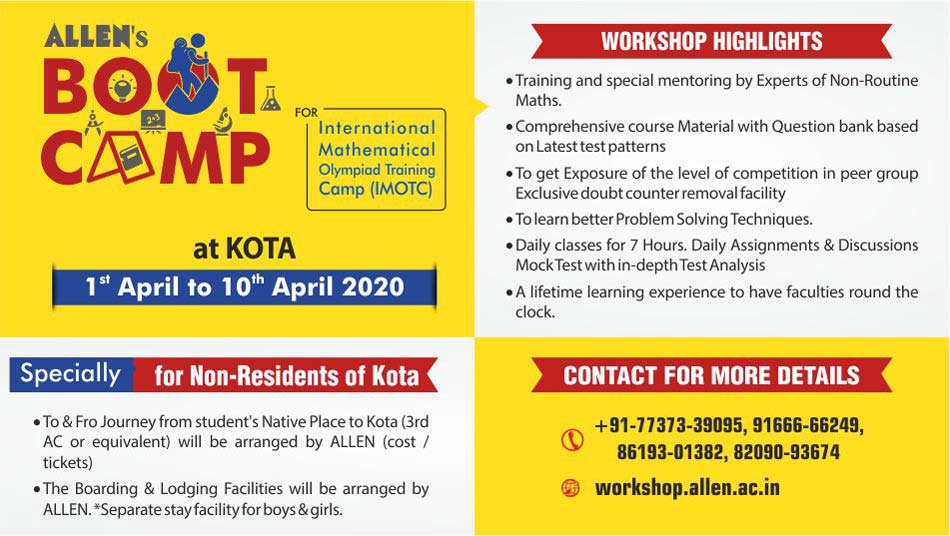 ALLEN's
BOOT
CAMP
2+3
FOR
International
Mathematical
Olympiad Training
Camp (IMOTC)
at KOTA
1st April to 10th April 2020
WORKSHOP HIGHLIGHTS
• Training and special mentoring by Experts of Non-Routine
Maths.
• Comprehensive course Material with Question bank based
on Latest test patterns
• To get Exposure of the level of competition in peer group
Exclusive doubt counter removal facility
• To learn better Problem Solving Techniques.
• Daily classes for 7 Hours. Daily Assignments & Discussions
Mock Test with in-depth Test Analysis
• A lifetime learning experience to have faculties round the
clock.
Specially for Non-Residents of Kota
• To & Fro Journey from student's Native Place to Kota (3rd
AC or equivalent) will be arranged by ALLEN (cost /
tickets)
• The Boarding & Lodging Facilities will be arranged by
ALLEN. *Separate stay facility for boys & girls.
CONTACT FOR MORE DETAILS
+91-77373-39095, 91666-66249,
86193-01382, 82090-93674
workshop.allen.ac.in